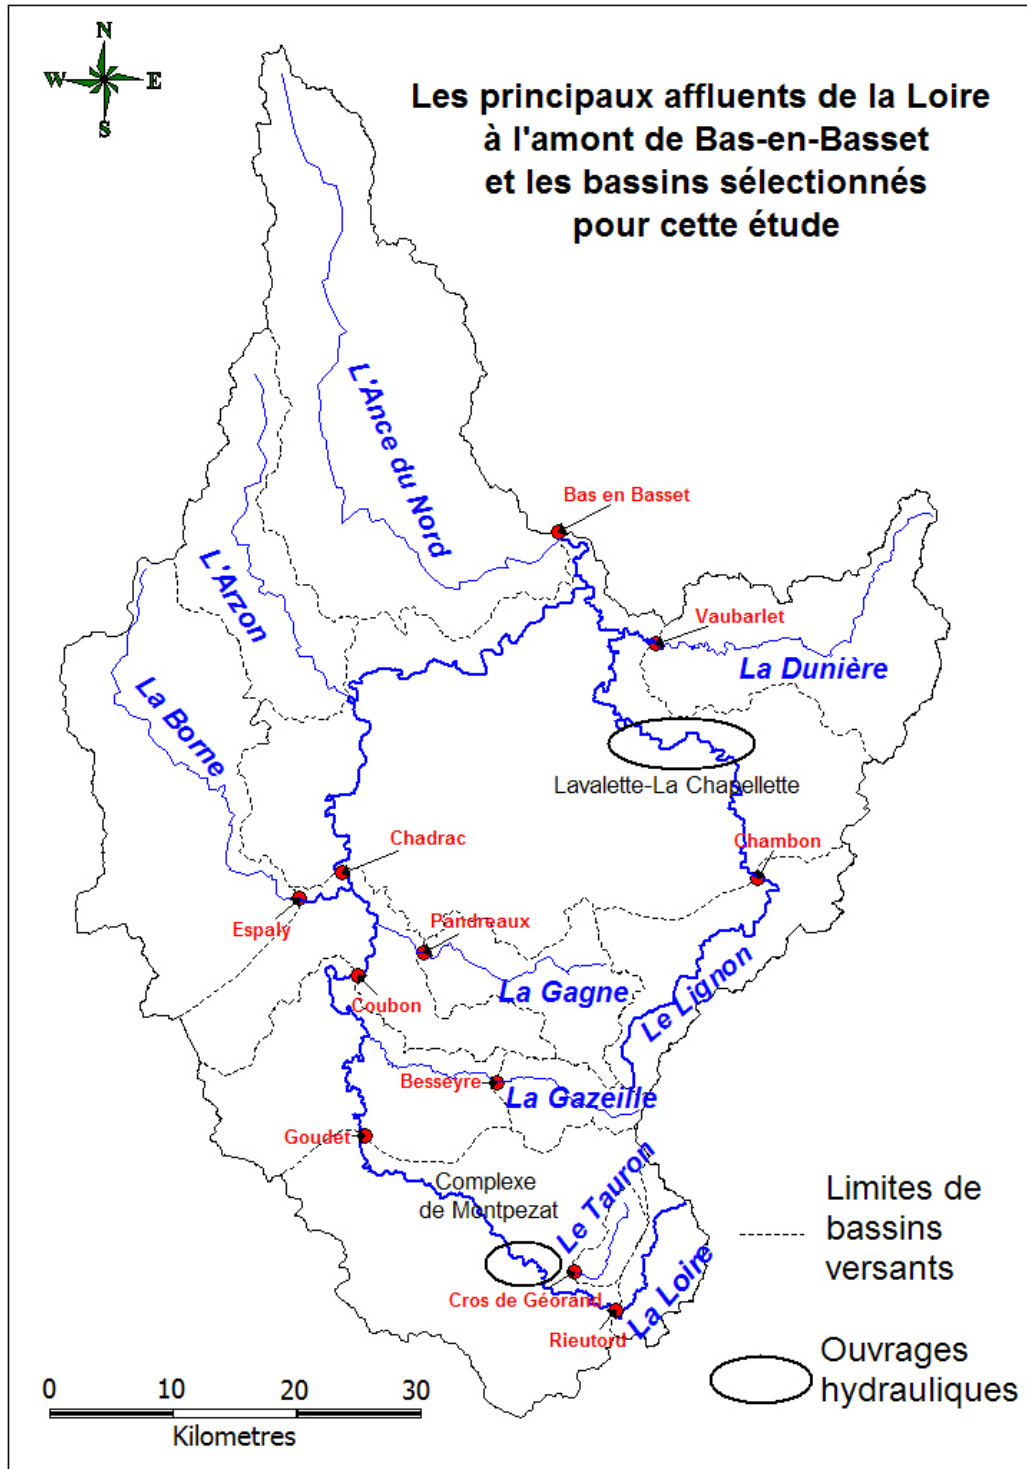 N
W
E
S
Les principaux affluents de la Loire
à l'amont de Bas-en-Basset
et les bassins sélectionnés
pour cette étude
L'Ance du Nord
Bas en Basset
L'Arzon
Vaubarlet
La Dunière
La Borne
Lavalette-La Chapellette
Chadrac
Chambon
Espaly
Pandreaux
La Gagne
Le Lignon
Coubon
Besseyre
La Gazeille
Goudet
Complexe
de Montpezat
Le Tauron
Cros de Géorand
La Loire
Rieutord
Limites de
bassins
versants
Ouvrages
hydrauliques
0 10 20 30
Kilometres